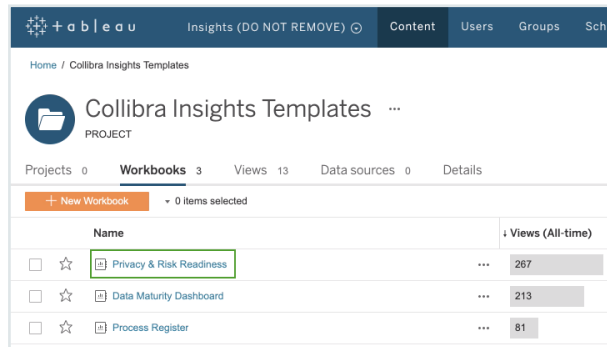 +ableau Insights (DO NOT REMOVE) Content Users Groups Sch
Home / Collibra Insights Templates
Collibra Insights Templates ...
PROJECT
Projects 0 Workbooks 3 Views 13 Data sources 0 Details
+ New Workbook 0 items selected
Name ↓ Views (All-time)
Privacy & Risk Readiness ... 267
Data Maturity Dashboard ... 213
Process Register ... 81